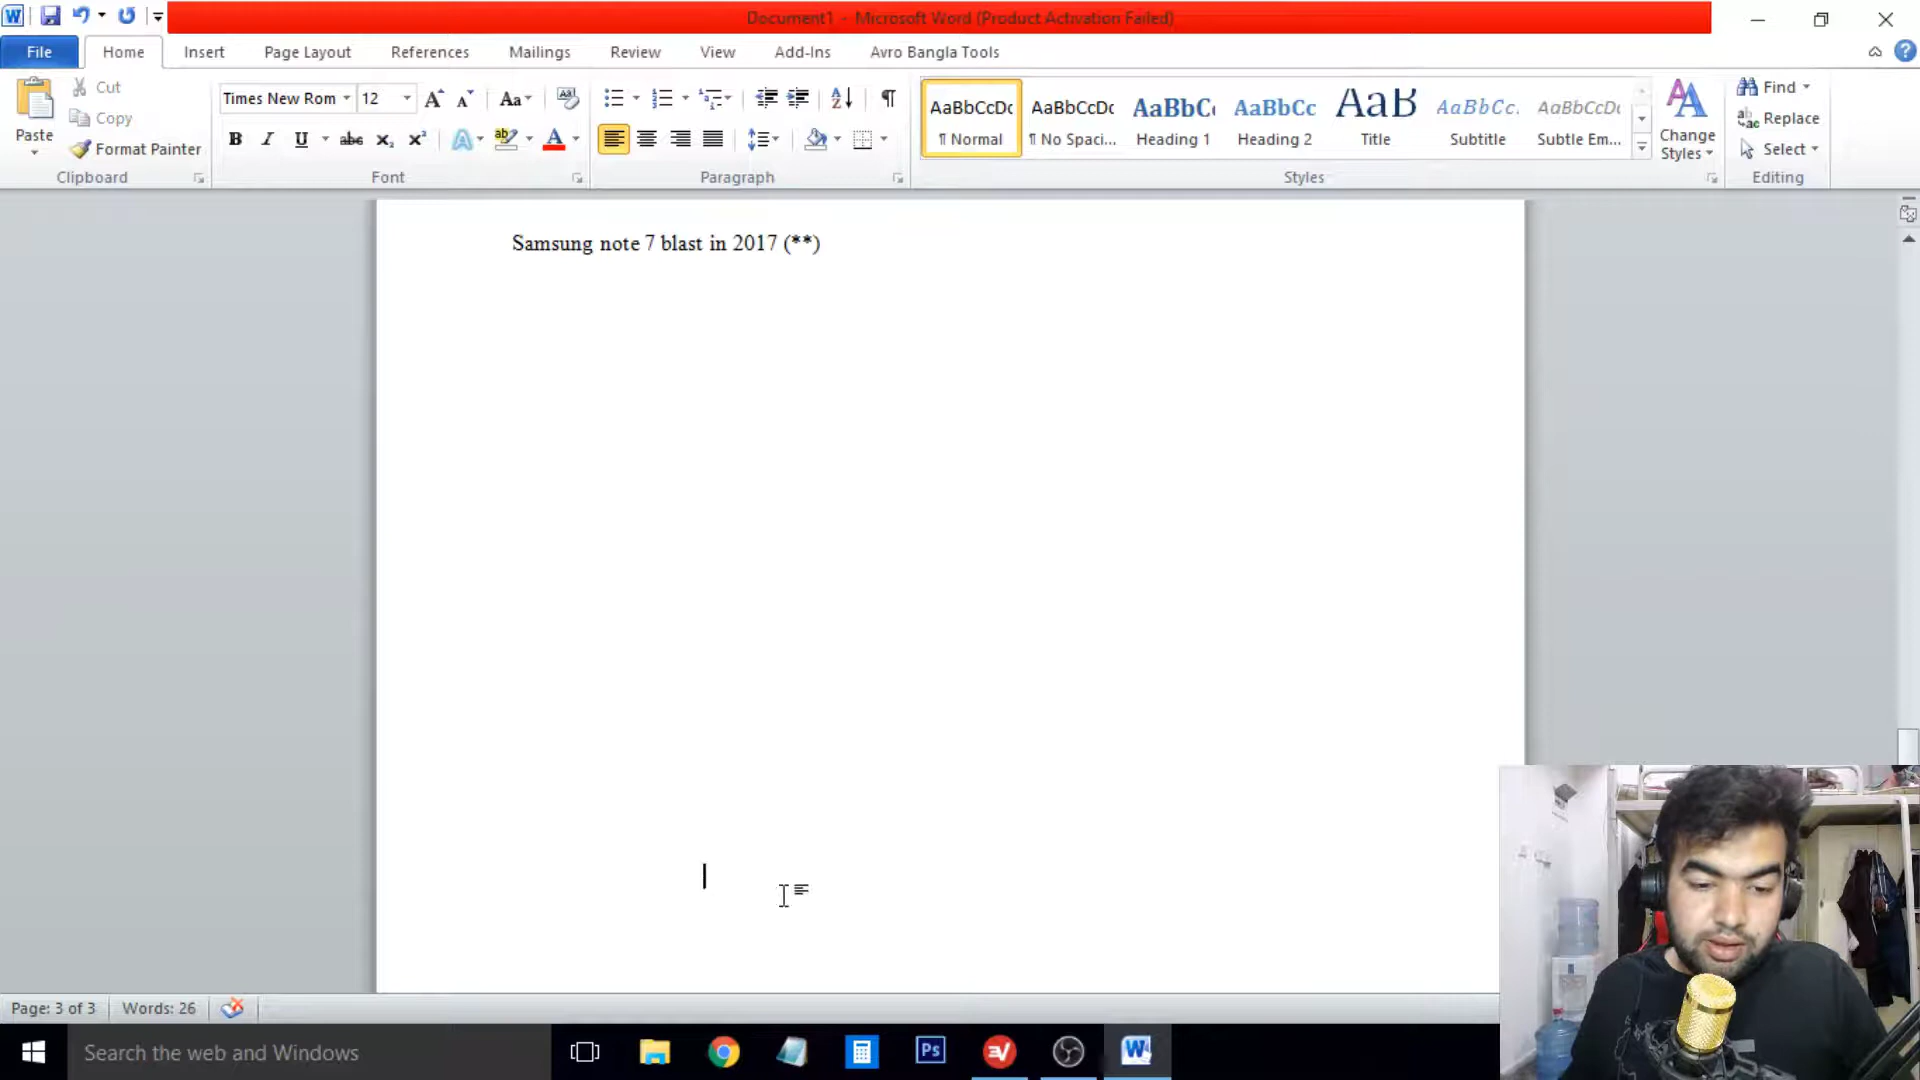 Document1 - Microsoft Word (Product Activation Failed)
File Home Insert Page Layout References Mailings Review View Add-Ins Avro Bangla Tools
Paste
Cut
Copy
Format Painter
Clipboard
Times New Rom 12
Font
Paragraph
AaBbCcDc AaBbCcDc AaBbC AaBbCc AaB AaBbCc. AaBbCcDc
¶ Normal ¶ No Spaci... Heading 1 Heading 2 Title Subtitle Subtle Em...
Styles
Change Styles
Find
Replace
Select
Editing
Samsung note 7 blast in 2017 (**)
Page: 3 of 3 Words: 26
Search the web and Windows
Ps